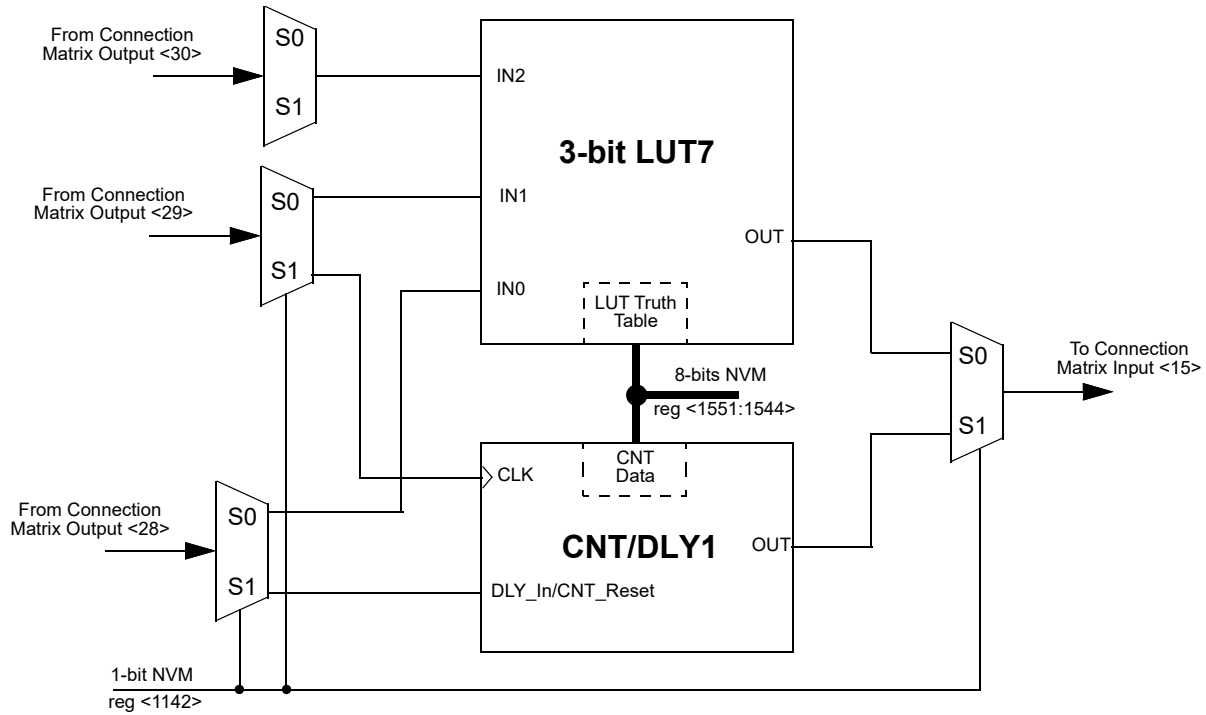 From Connection
Matrix Output <30>
S0
S1
IN2
3-bit LUT7
From Connection
Matrix Output <29>
S0
S1
IN1
OUT
IN0
LUT Truth
Table
8-bits NVM
reg <1551:1544>
S0
S1
To Connection
Matrix Input <15>
CNT
Data
CLK
From Connection
Matrix Output <28>
S0
S1
CNT/DLY1
OUT
DLY_In/CNT_Reset
1-bit NVM
reg <1142>